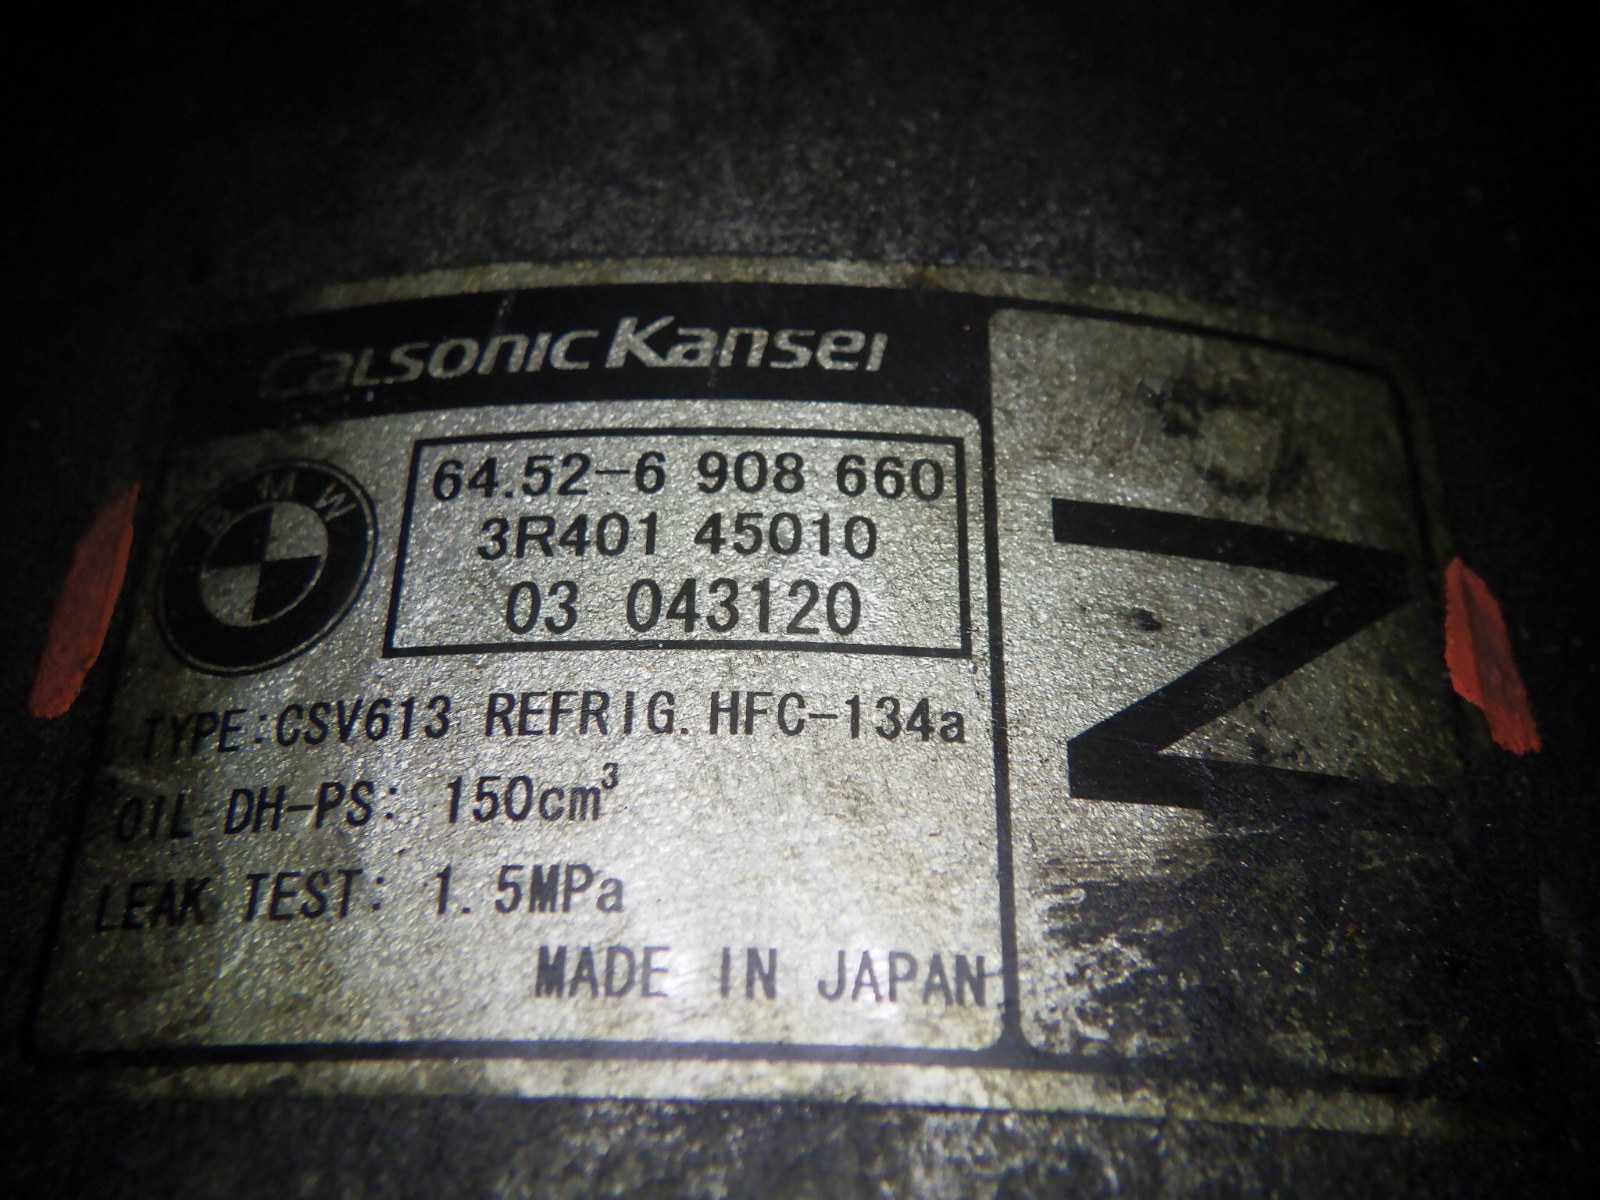 Calsonic Kansei
BMW
64.52-6 908 660
3R401 45010
03 043120
TYPE:CSV613 REFRIG. HFC-134a
OIL DH-PS: 150cm³
LEAK TEST: 1.5MPa
MADE IN JAPAN
N